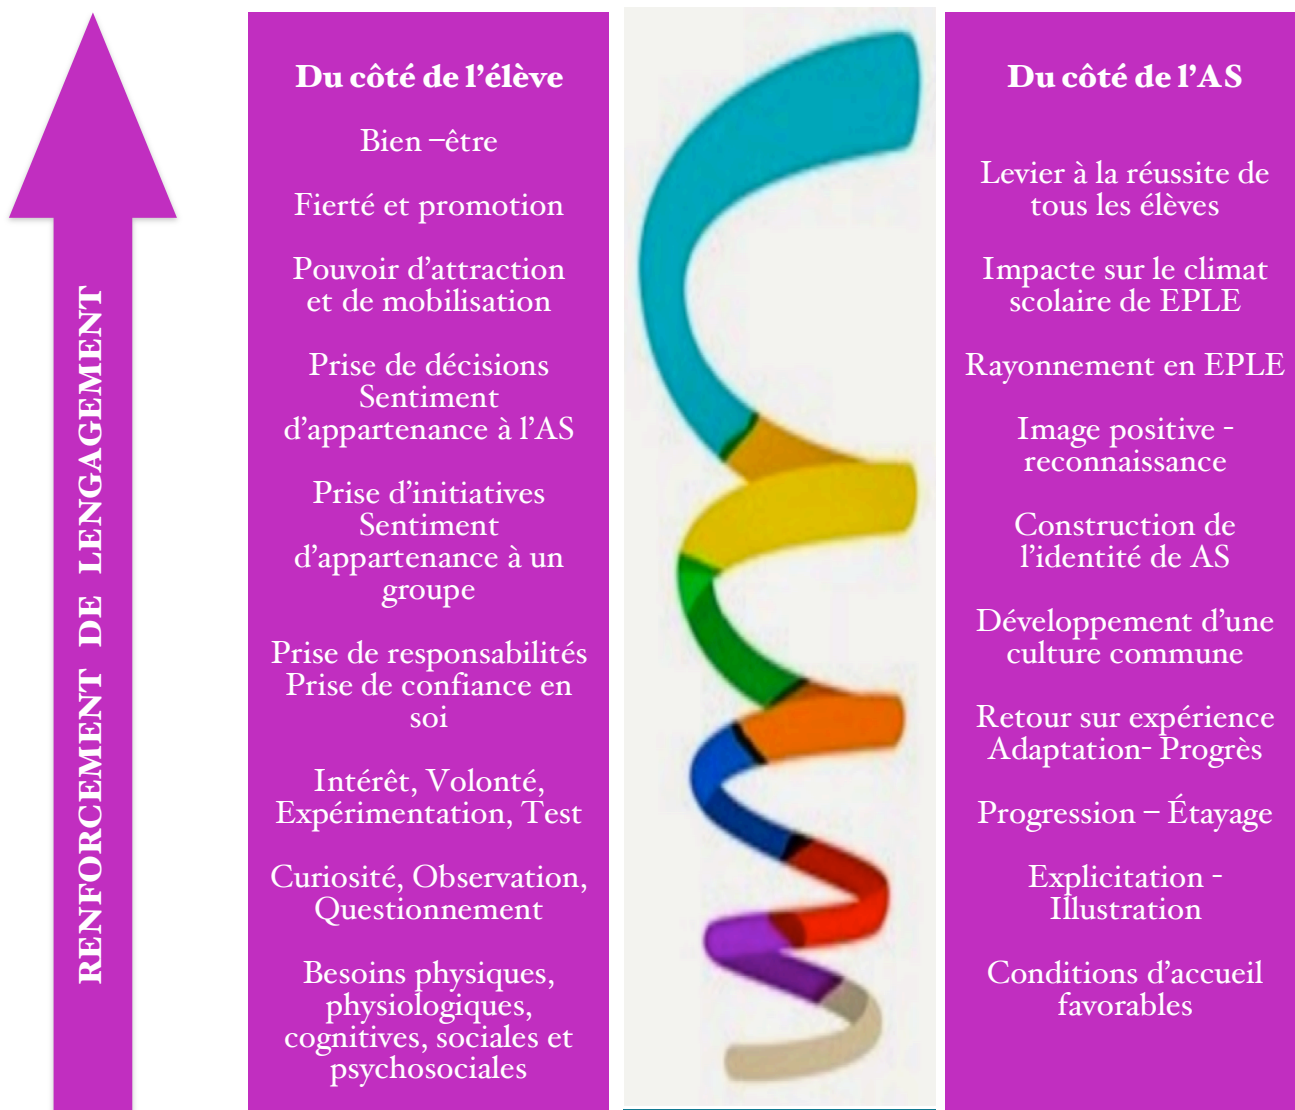 RENFORCEMENT DE LENGAGEMENT
Du côté de l’élève
Bien –être
Fierté et promotion
Pouvoir d’attraction
et de mobilisation
Prise de décisions
Sentiment
d’appartenance à l’AS
Prise d’initiatives
Sentiment
d’appartenance à un
groupe
Prise de responsabilités
Prise de confiance en
soi
Intérêt, Volonté,
Expérimentation, Test
Curiosité, Observation,
Questionnement
Besoins physiques,
physiologiques,
cognitives, sociales et
psychosociales
Du côté de l’AS
Levier à la réussite de
tous les élèves
Impacte sur le climat
scolaire de EPLE
Rayonnement en EPLE
Image positive -
reconnaissance
Construction de
l’identité de AS
Développement d’une
culture commune
Retour sur expérience
Adaptation- Progrès
Progression – Étayage
Explicitation -
Illustration
Conditions d’accueil
favorables